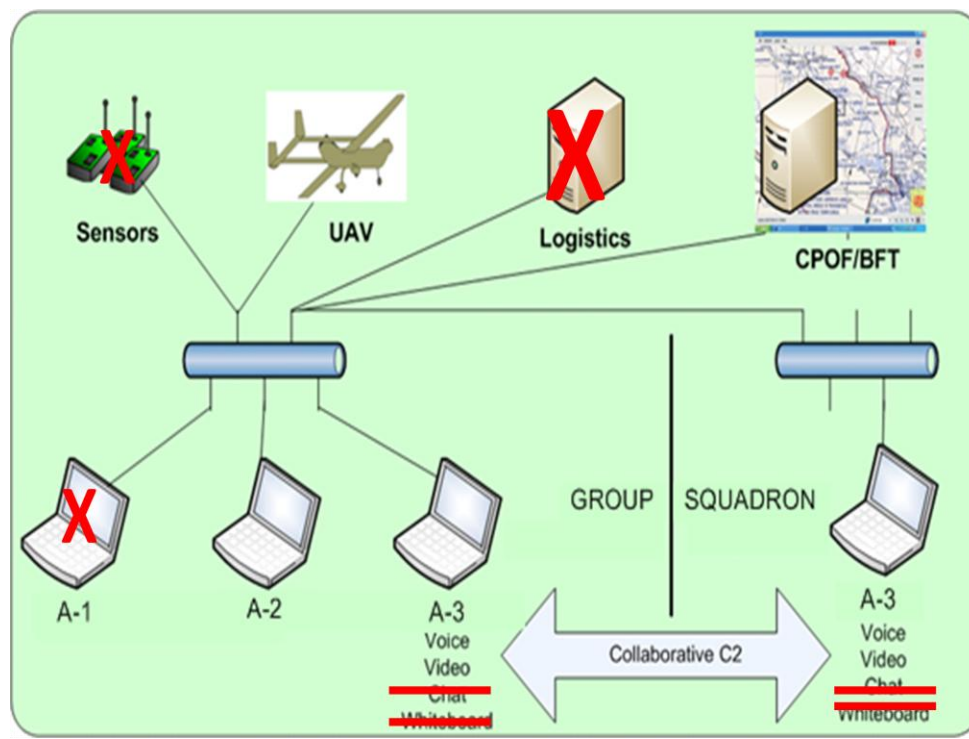 Sensors
UAV
Logistics
CPOF/BFT
GROUP
SQUADRON
A-1
A-2
A-3
Voice
Video
Chat
Whiteboard
Collaborative C2
A-3
Voice
Video
Chat
Whiteboard